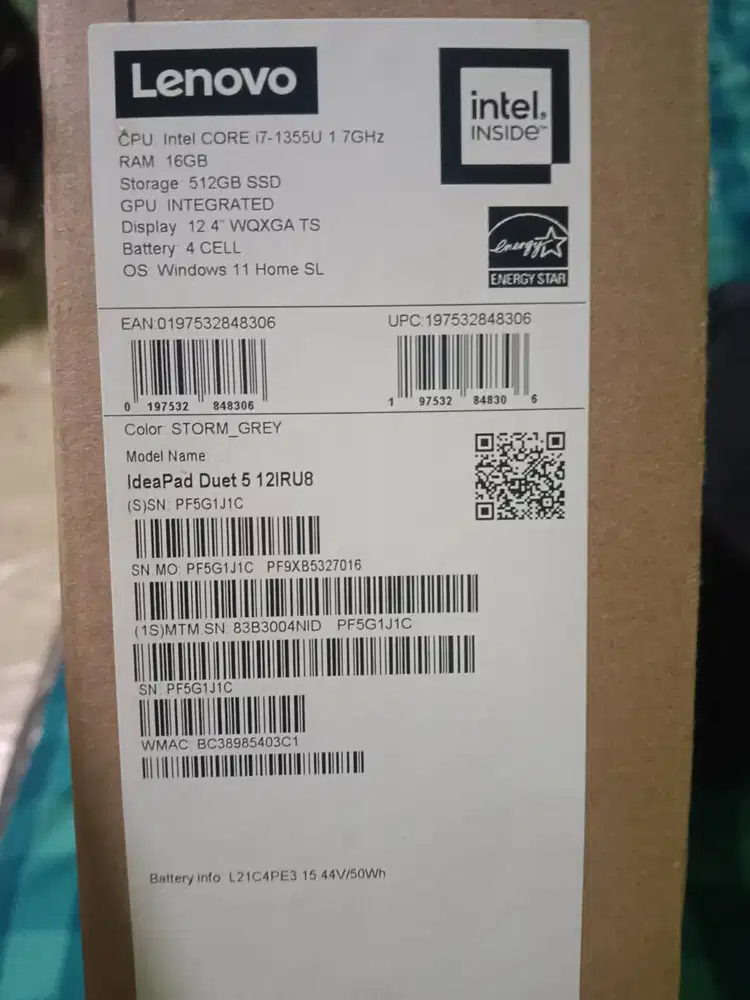 Lenovo
intel.
INSIDE™
CPU Intel CORE i7-1355U 1 7GHz
RAM 16GB
Storage 512GB SSD
GPU INTEGRATED
Display 12 4" WQXGA TS
Battery 4 CELL
OS Windows 11 Home SL
energy
ENERGY STAR
EAN:0197532848306 UPC:197532848306
0 197532 848306 1 97532 84830 6
Color: STORM_GREY
Model Name
IdeaPad Duet 5 12IRU8
(S)SN: PF5G1J1C
SN.MO: PF5G1J1C PF9XB5327016
(1S)MTM.SN: 83B3004NID PF5G1J1C
SN: PF5G1J1C
WMAC: BC38985403C1
Battery info L21C4PE3 15 44V/50Wh